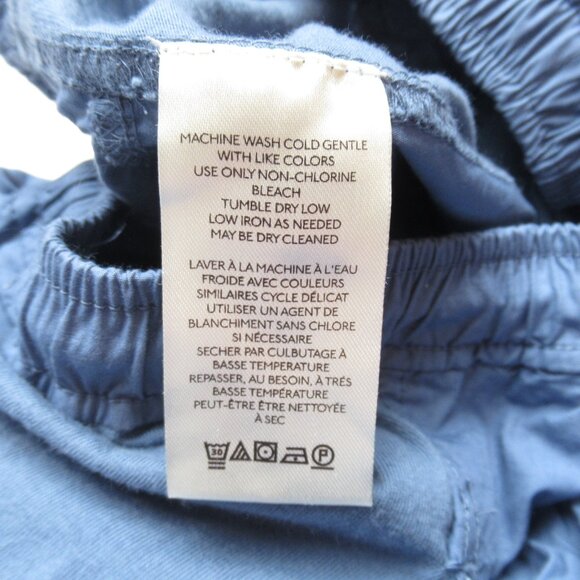 MACHINE WASH COLD GENTLE
WITH LIKE COLORS
USE ONLY NON-CHLORINE
BLEACH
TUMBLE DRY LOW
LOW IRON AS NEEDED
MAY BE DRY CLEANED
LAVER À LA MACHINE À L'EAU
FROIDE AVEC COULEURS
SIMILAIRES CYCLE DÉLICAT
UTILISER UN AGENT DE
BLANCHIMENT SANS CHLORE
SI NÉCESSAIRE
SECHER PAR CULBUTAGE À
BASSE TEMPERATURE
REPASSER, AU BESOIN, À TRÉS
BASSE TEMPÉRATURE
PEUT-ÊTRE ÊTRE NETTOYÉE
À SEC
30 P